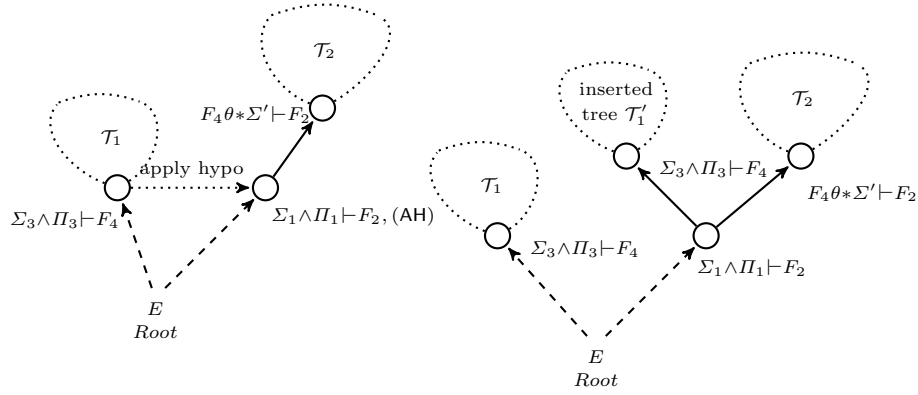 𝒯₂
F₄θ∗Σ′⊢F₂
𝒯₁
apply hypo
Σ₃∧Π₃⊢F₄
Σ₁∧Π₁⊢F₂, (AH)
E
Root
inserted
tree 𝒯₁′
𝒯₂
Σ₃∧Π₃⊢F₄
F₄θ∗Σ′⊢F₂
𝒯₁
Σ₃∧Π₃⊢F₄
Σ₁∧Π₁⊢F₂
E
Root